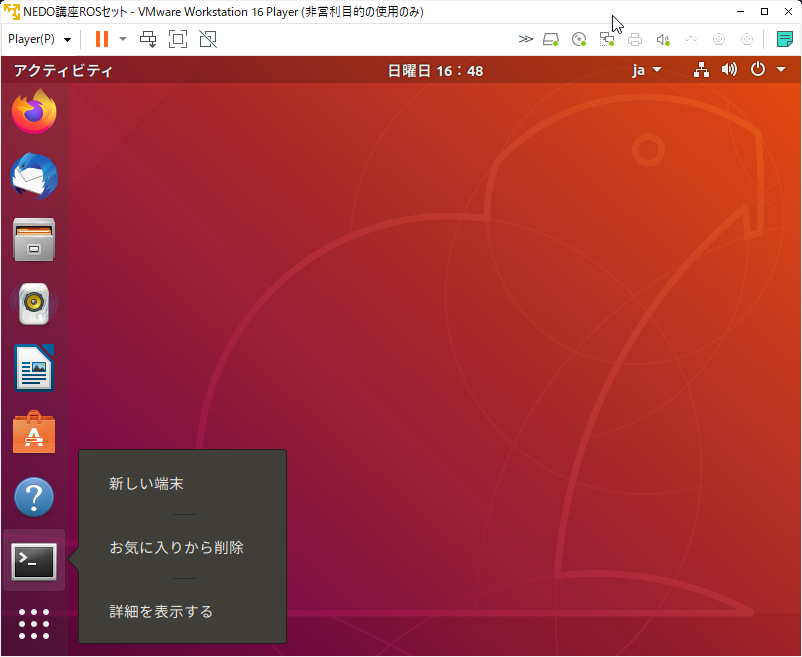 NEDO講座ROSセット - VMware Workstation 16 Player (非営利目的の使用のみ)
Player(P)
アクティビティ
日曜日 16：48
ja
新しい端末
お気に入りから削除
詳細を表示する